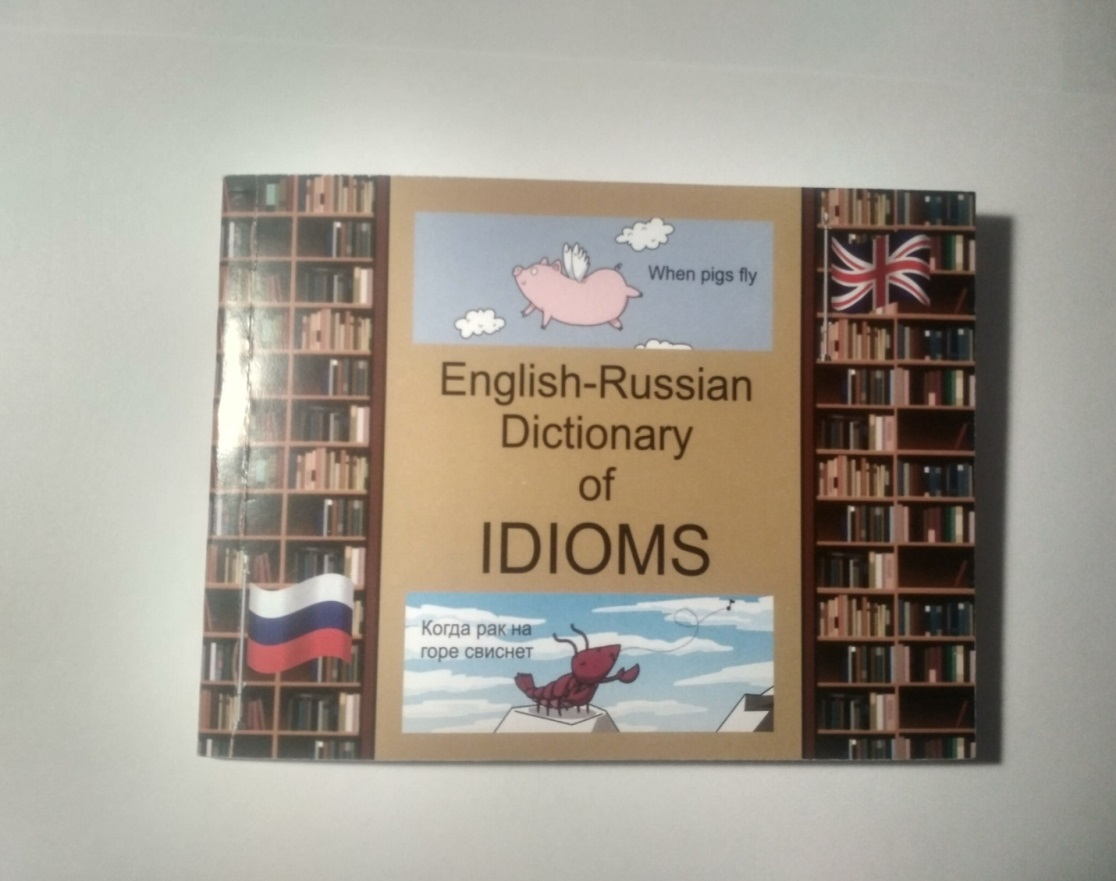 When pigs fly
English-Russian
Dictionary
of
IDIOMS
Когда рак на
горе свиснет